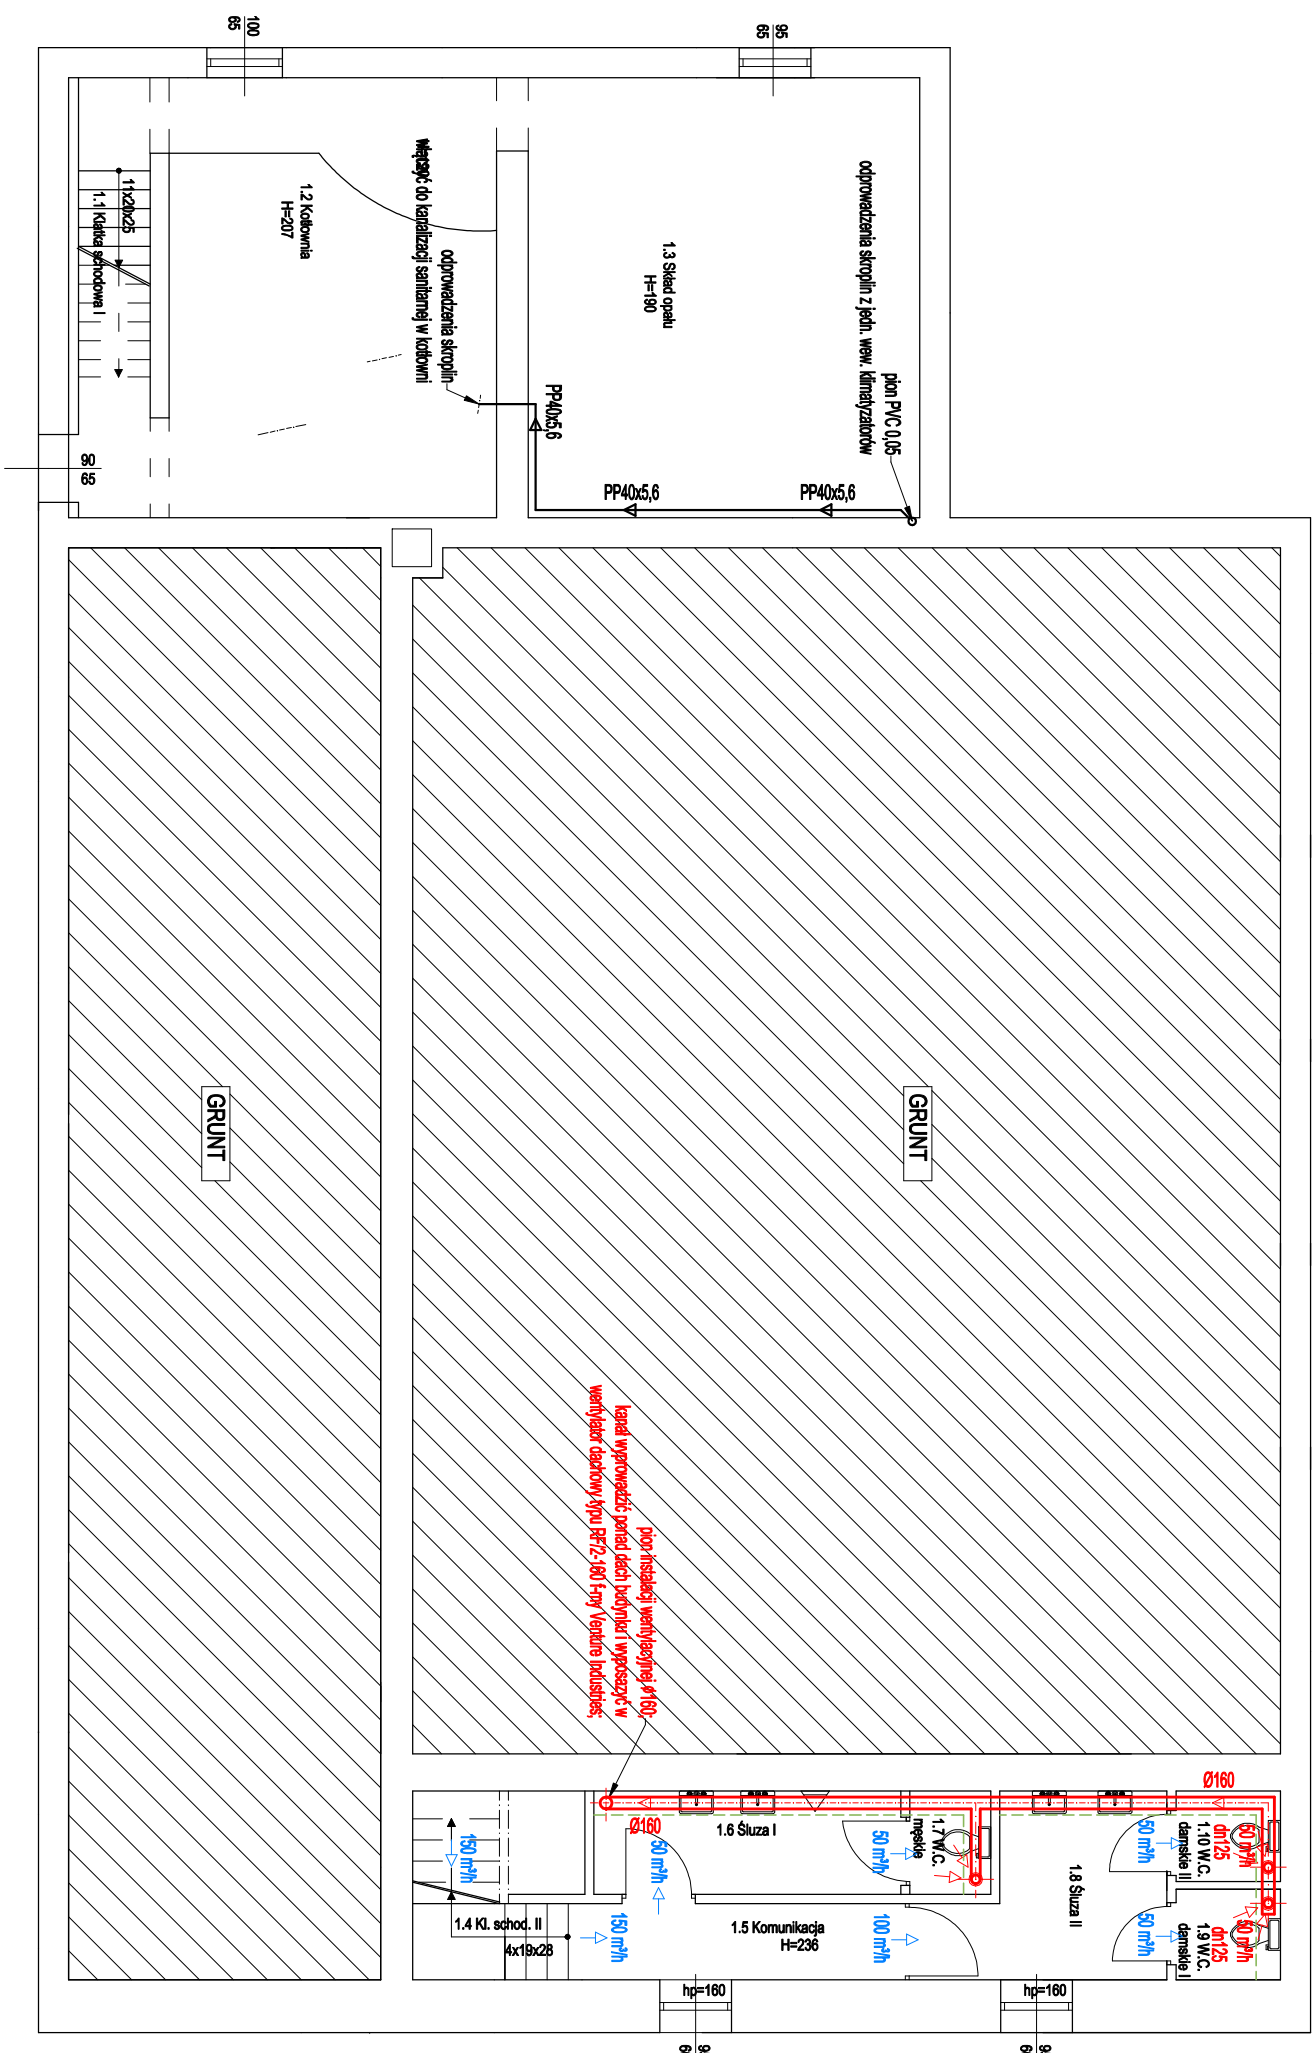 100
65
95
65
11x20x25
1.1 Klatka schodowa I
1.2 Kotłownia
H=207
odprowadzenia skroplin
włączyć do kanalizacji sanitarnej w kotłowni
1.3 Skład opału
H=190
pion PVC 0,05
odprowadzenia skroplin z jedn. wew. klimatyzatorów
PP40x5,6
PP40x5,6
PP40x5,6
90
65
GRUNT
GRUNT
pion instalacji wentylacyjnej ø160;
kanał wyprowadzić ponad dach budynku i wyposażyć w
wentylator dachowy typu RF/2-160 f-my Venture Industries;
Ø160
Ø160
1.6 Śluza I
50 m³/h
50 m³/h
1.7 W.C.
męskie
1.8 Śluza II
50 m³/h
dn125
1.10 W.C.
damskie II
50 m³/h
50 m³/h
dn125
1.9 W.C.
damskie I
50 m³/h
150 m³/h
1.4 Kl. schod. II
4x19x28
150 m³/h
1.5 Komunikacja
H=236
100 m³/h
hp=160
hp=160